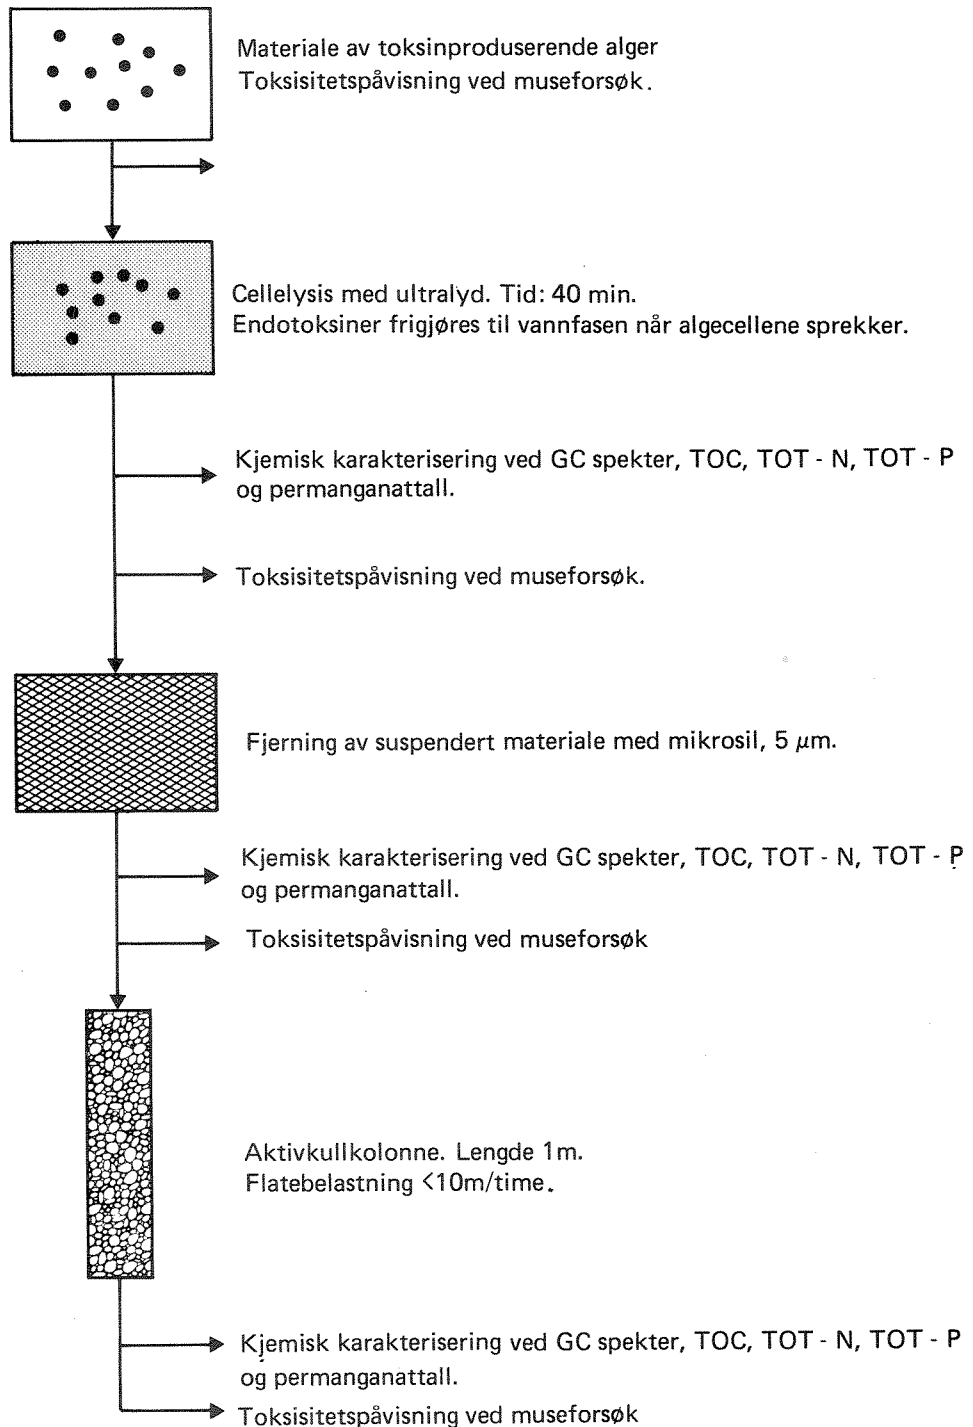 Materiale av toksinproduserende alger
Toksisitetspåvisning ved museforsøk.
Cellelysis med ultralyd. Tid: 40 min.
Endotoksiner frigjøres til vannfasen når algecellene sprekker.
Kjemisk karakterisering ved GC spekter, TOC, TOT - N, TOT - P
og permanganattall.
Toksisitetspåvisning ved museforsøk.
Fjerning av suspendert materiale med mikrosil, 5 μm.
Kjemisk karakterisering ved GC spekter, TOC, TOT - N, TOT - P
og permanganattall.
Toksisitetspåvisning ved museforsøk
Aktivkullkolonne. Lengde 1m.
Flatebelastning <10m/time.
Kjemisk karakterisering ved GC spekter, TOC, TOT - N, TOT - P
og permanganattall.
Toksisitetspåvisning ved museforsøk